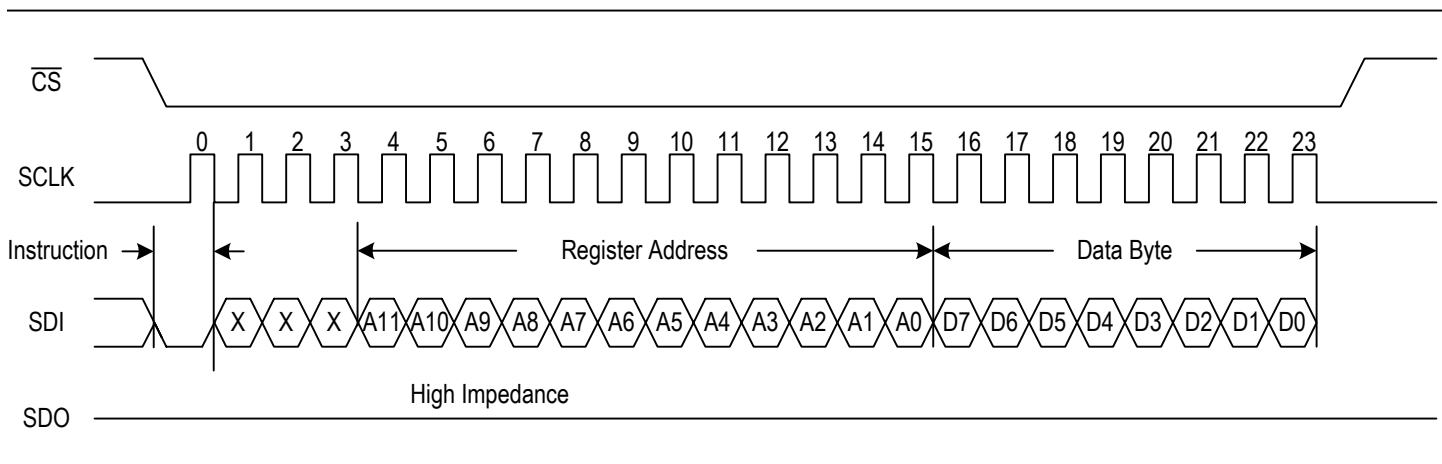 CS
0 1 2 3 4 5 6 7 8 9 10 11 12 13 14 15 16 17 18 19 20 21 22 23
SCLK
Instruction Register Address Data Byte
SDI X X X A11 A10 A9 A8 A7 A6 A5 A4 A3 A2 A1 A0 D7 D6 D5 D4 D3 D2 D1 D0
High Impedance
SDO